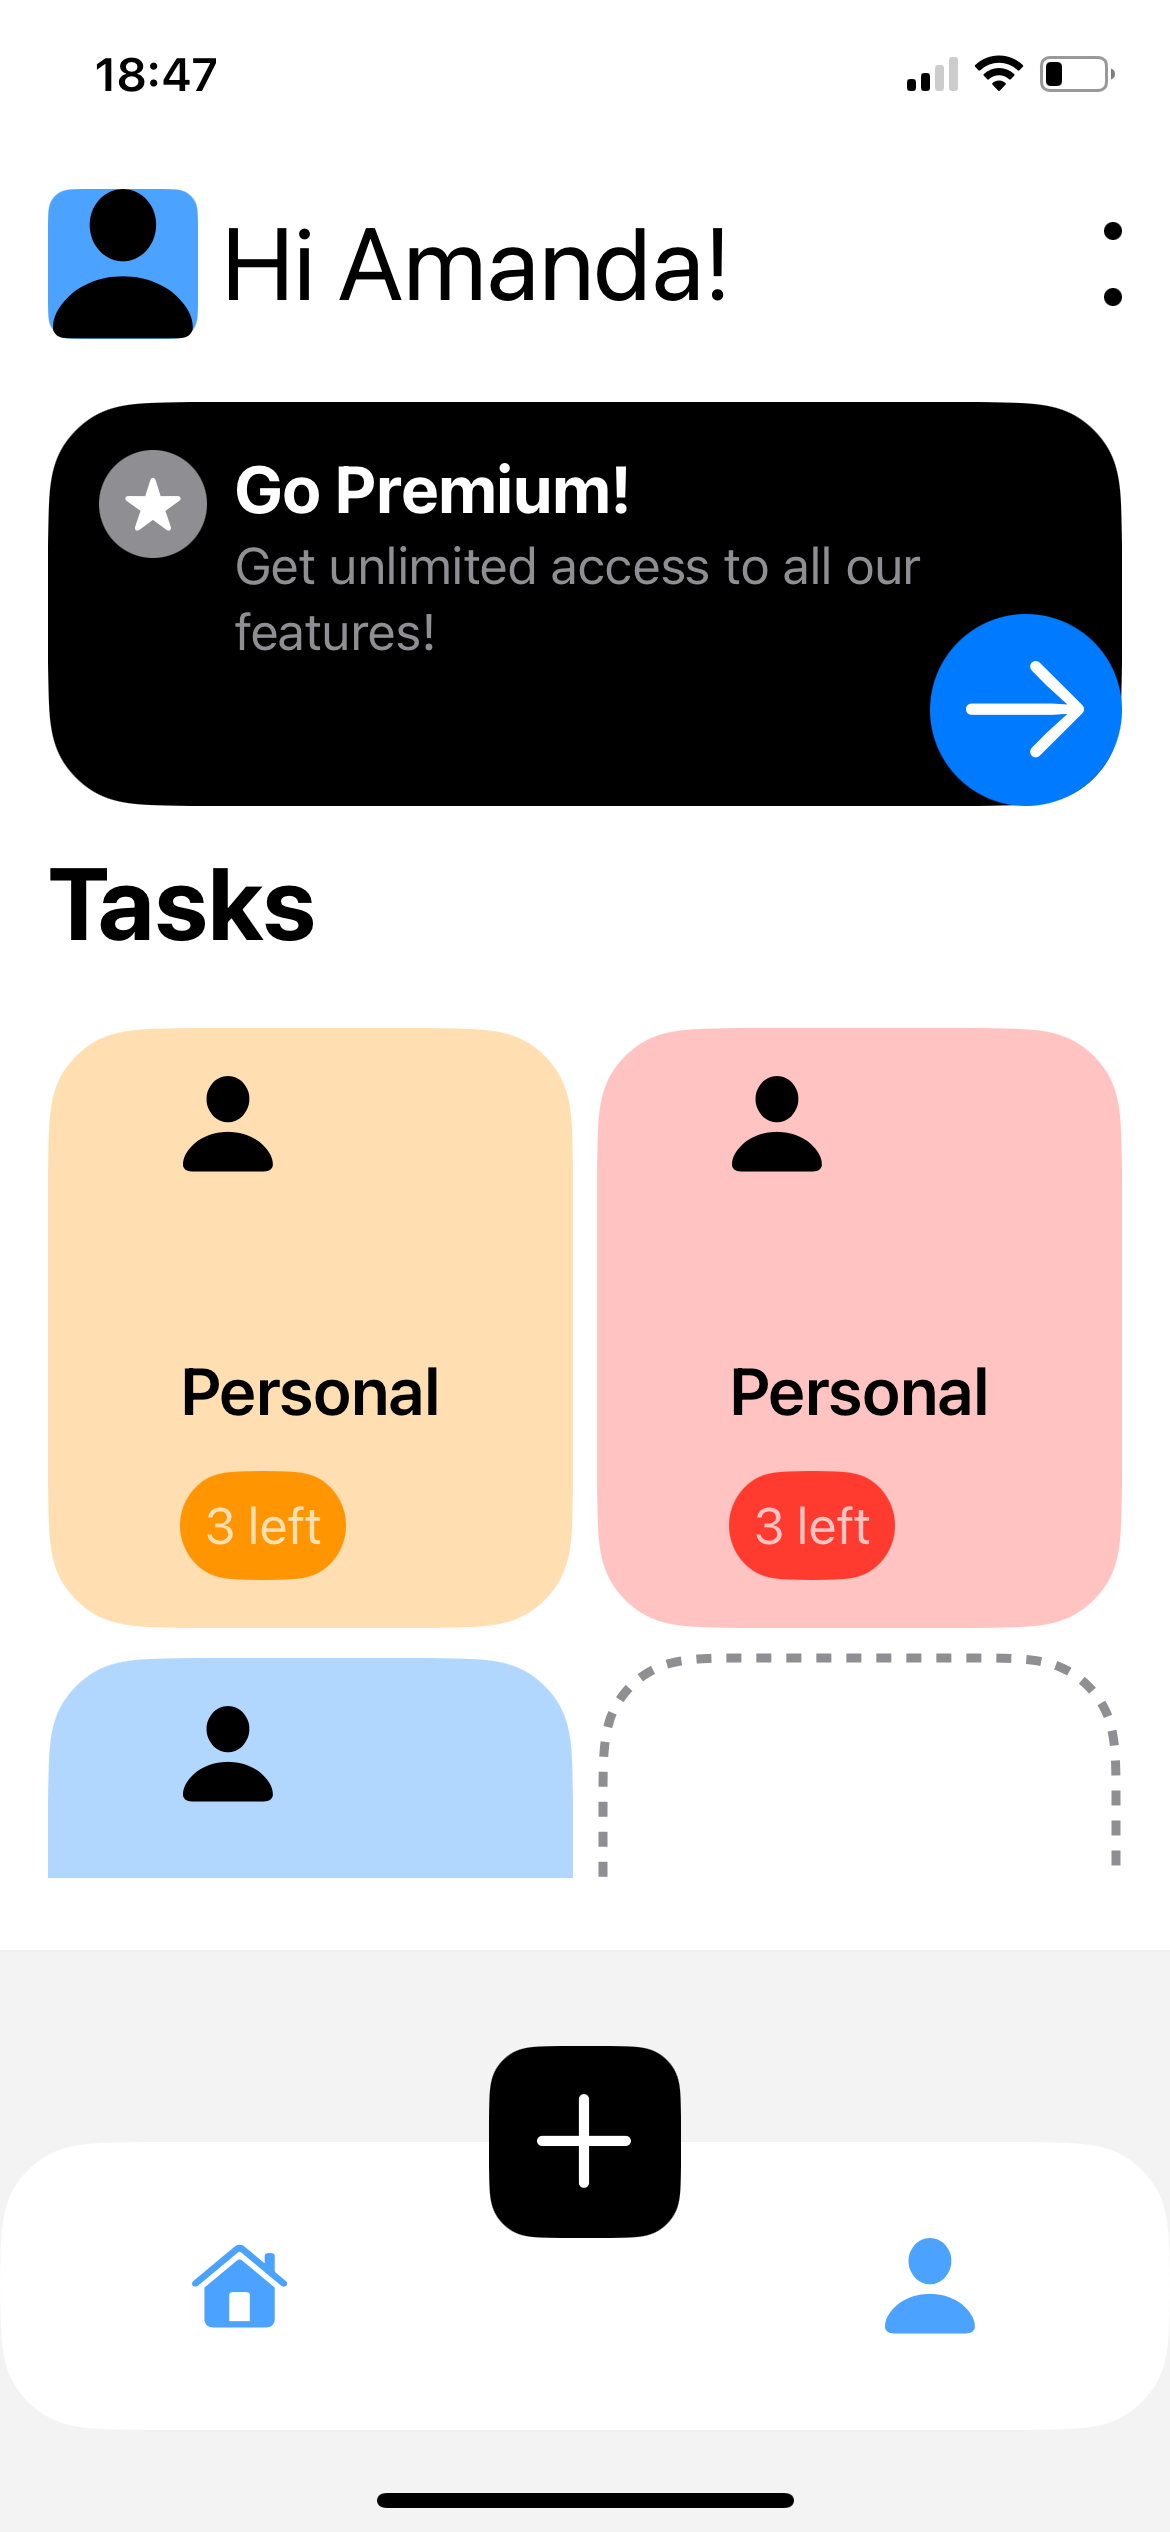 18:47
Hi Amanda!
Go Premium!
Get unlimited access to all our
features!
Tasks
Personal
Personal
3 left
3 left